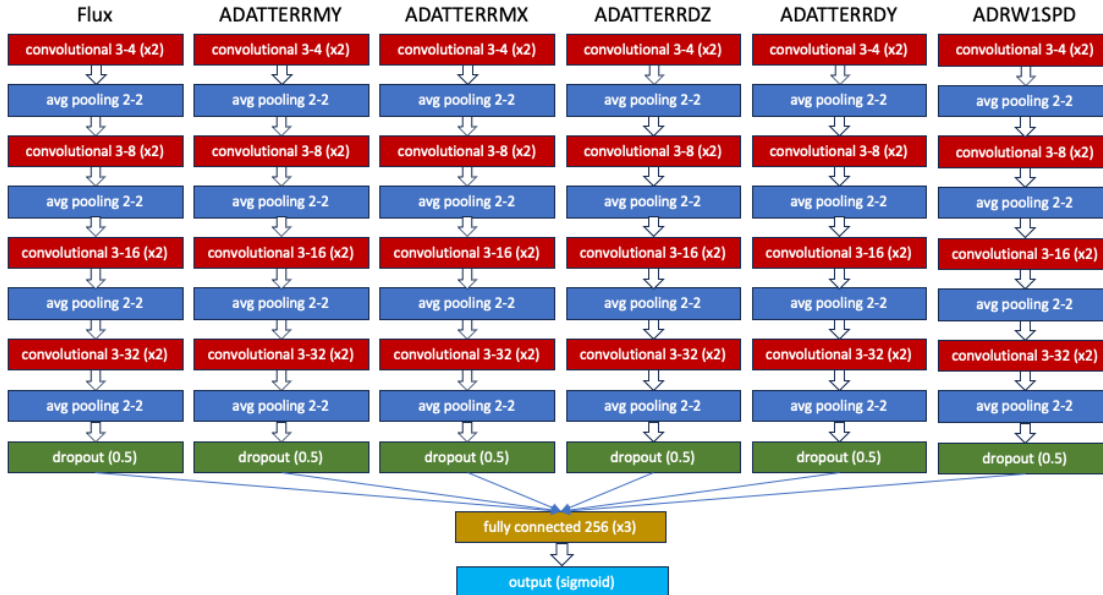 Flux ADATTERRMY ADATTERRMX ADATTERRDZ ADATTERRDY ADRW1SPD
convolutional 3-4 (x2) convolutional 3-4 (x2) convolutional 3-4 (x2) convolutional 3-4 (x2) convolutional 3-4 (x2) convolutional 3-4 (x2)
avg pooling 2-2 avg pooling 2-2 avg pooling 2-2 avg pooling 2-2 avg pooling 2-2 avg pooling 2-2
convolutional 3-8 (x2) convolutional 3-8 (x2) convolutional 3-8 (x2) convolutional 3-8 (x2) convolutional 3-8 (x2) convolutional 3-8 (x2)
avg pooling 2-2 avg pooling 2-2 avg pooling 2-2 avg pooling 2-2 avg pooling 2-2 avg pooling 2-2
convolutional 3-16 (x2) convolutional 3-16 (x2) convolutional 3-16 (x2) convolutional 3-16 (x2) convolutional 3-16 (x2) convolutional 3-16 (x2)
avg pooling 2-2 avg pooling 2-2 avg pooling 2-2 avg pooling 2-2 avg pooling 2-2 avg pooling 2-2
convolutional 3-32 (x2) convolutional 3-32 (x2) convolutional 3-32 (x2) convolutional 3-32 (x2) convolutional 3-32 (x2) convolutional 3-32 (x2)
avg pooling 2-2 avg pooling 2-2 avg pooling 2-2 avg pooling 2-2 avg pooling 2-2 avg pooling 2-2
dropout (0.5) dropout (0.5) dropout (0.5) dropout (0.5) dropout (0.5) dropout (0.5)
fully connected 256 (x3)
output (sigmoid)